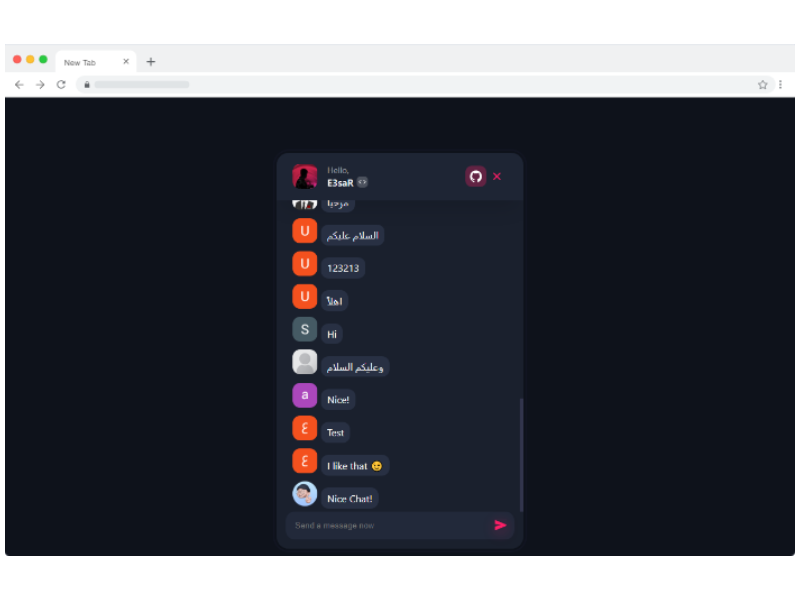 New Tab
Hello,
E3saR
مرحبا
U
السلام عليكم
U
123213
U
اهلاً
S
Hi
وعليكم السلام
a
Nice!
ع
Test
ع
I like that 😉
Nice Chat!
Send a message now